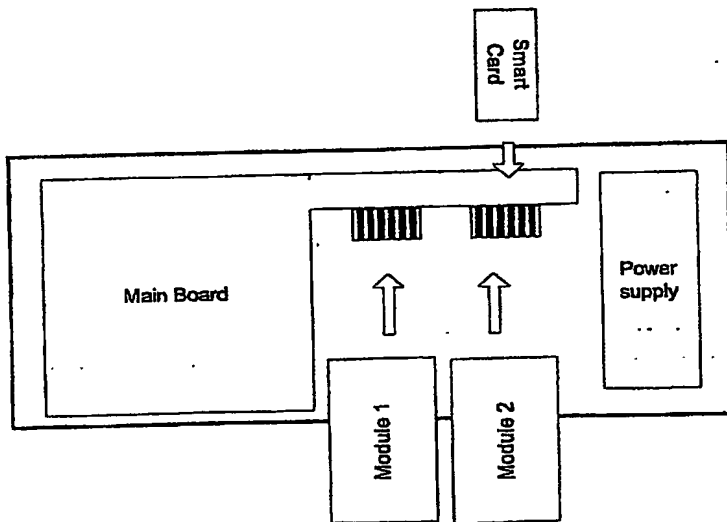 Smart
Card
Main Board
Power
supply
Module 1
Module 2